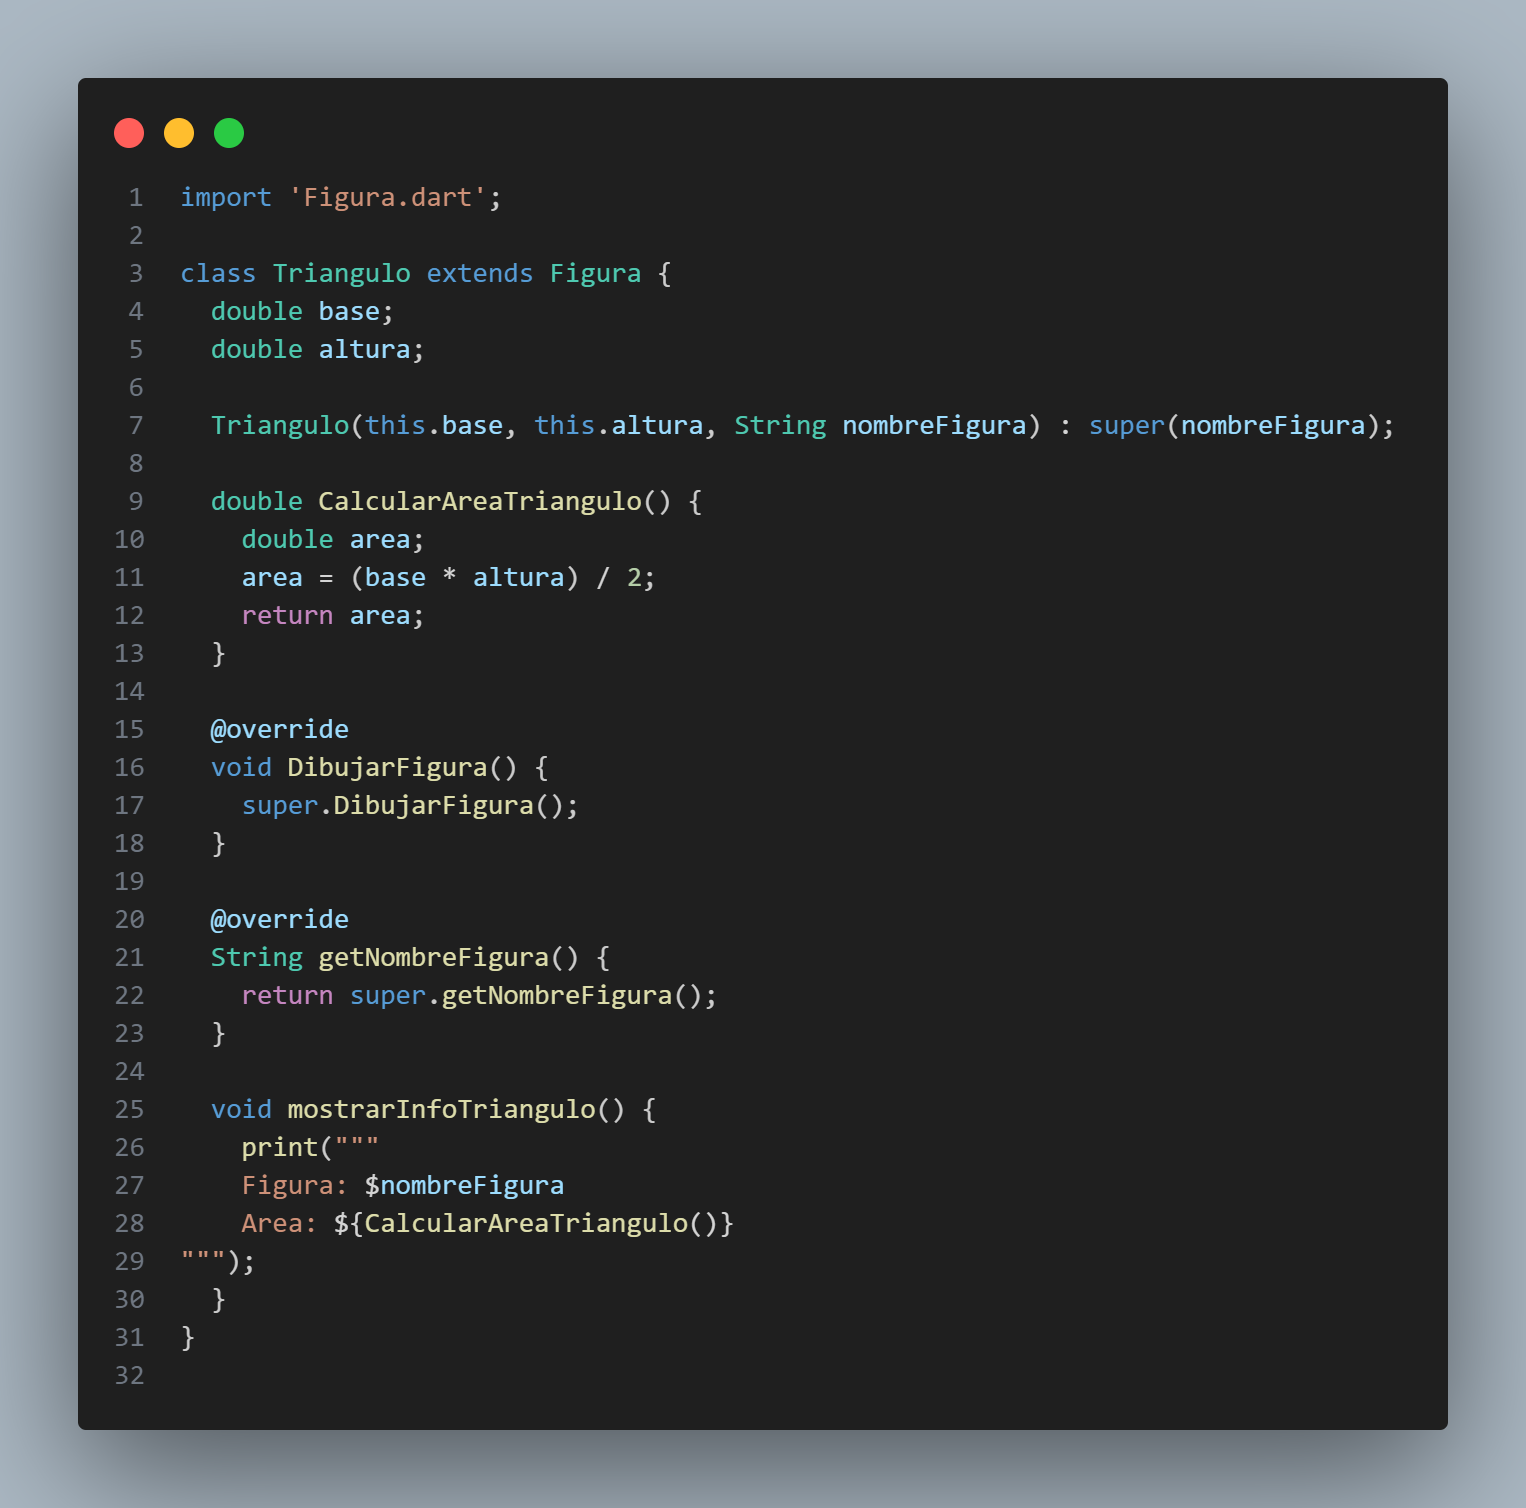 1 import 'Figura.dart';
2
3 class Triangulo extends Figura {
4   double base;
5   double altura;
6
7   Triangulo(this.base, this.altura, String nombreFigura) : super(nombreFigura);
8
9   double CalcularAreaTriangulo() {
10     double area;
11     area = (base * altura) / 2;
12     return area;
13   }
14
15   @override
16   void DibujarFigura() {
17     super.DibujarFigura();
18   }
19
20   @override
21   String getNombreFigura() {
22     return super.getNombreFigura();
23   }
24
25   void mostrarInfoTriangulo() {
26     print("""
27     Figura: $nombreFigura
28     Area: ${CalcularAreaTriangulo()}
29 """);
30   }
31 }
32